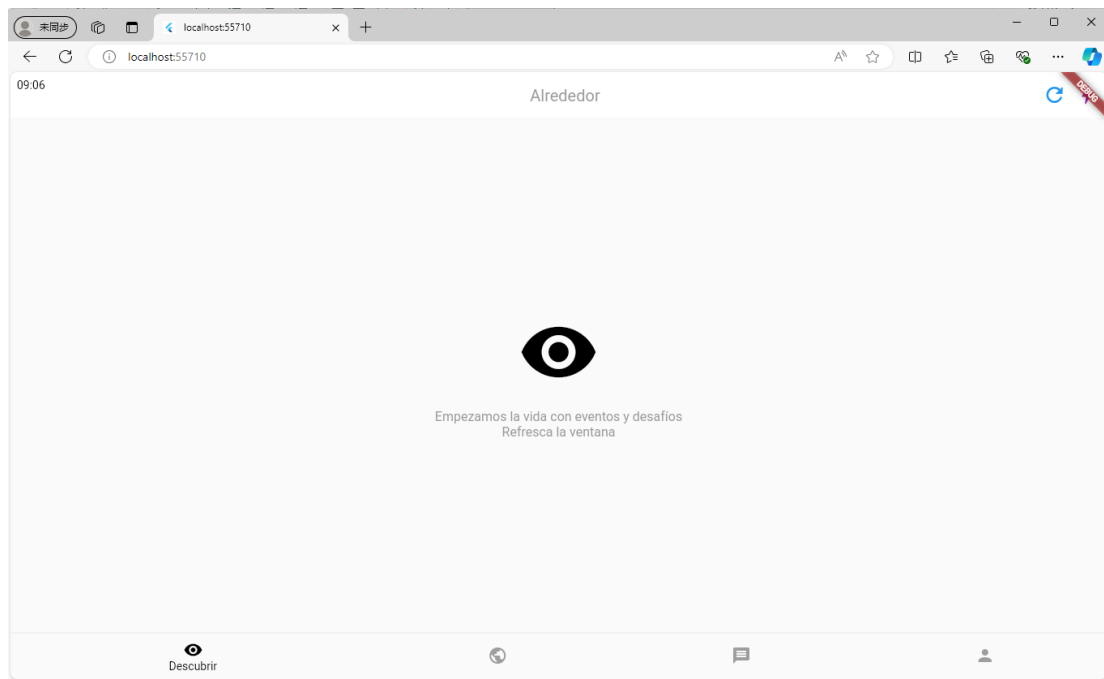 未同步
localhost:55710
localhost:55710
09:06
Alrededor
DEBUG
Empezamos la vida con eventos y desafíos
Refresca la ventana
Descubrir